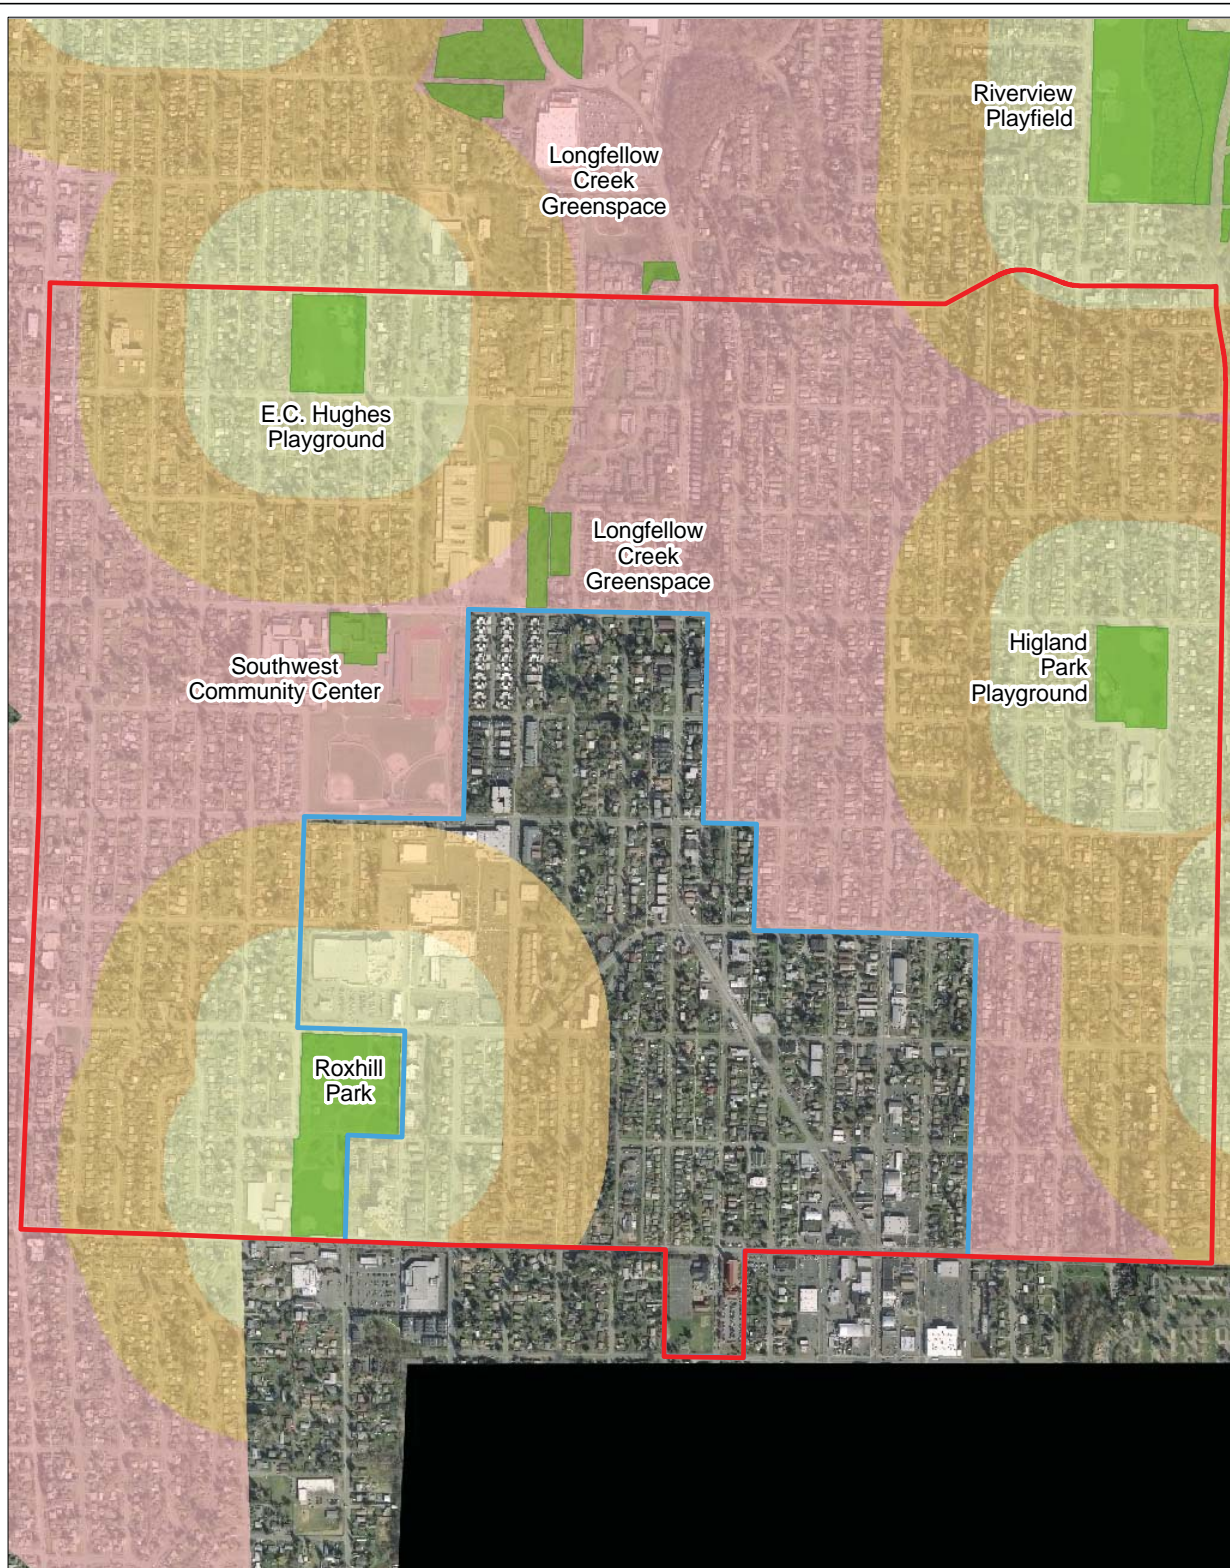 Riverview
Playfield
Longfellow
Creek
Greenspace
E.C. Hughes
Playground
Longfellow
Creek
Greenspace
Southwest
Community Center
Higland
Park
Playground
Roxhill
Park